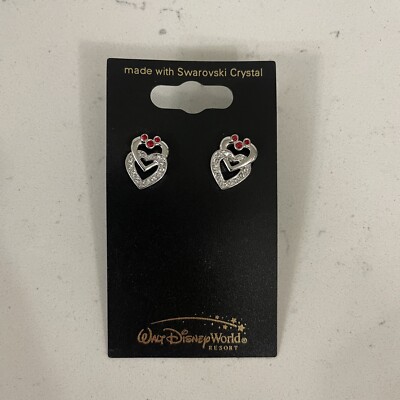 made with Swarovski Crystal
Walt Disney World®
RESORT